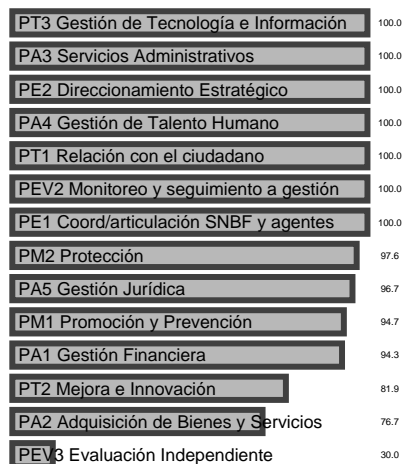 PT3 Gestión de Tecnología e Información 100.0
PA3 Servicios Administrativos 100.0
PE2 Direccionamiento Estratégico 100.0
PA4 Gestión de Talento Humano 100.0
PT1 Relación con el ciudadano 100.0
PEV2 Monitoreo y seguimiento a gestión 100.0
PE1 Coord/articulación SNBF y agentes 100.0
PM2 Protección 97.6
PA5 Gestión Jurídica 96.7
PM1 Promoción y Prevención 94.7
PA1 Gestión Financiera 94.3
PT2 Mejora e Innovación 81.9
PA2 Adquisición de Bienes y Servicios 76.7
PEV3 Evaluación Independiente 30.0